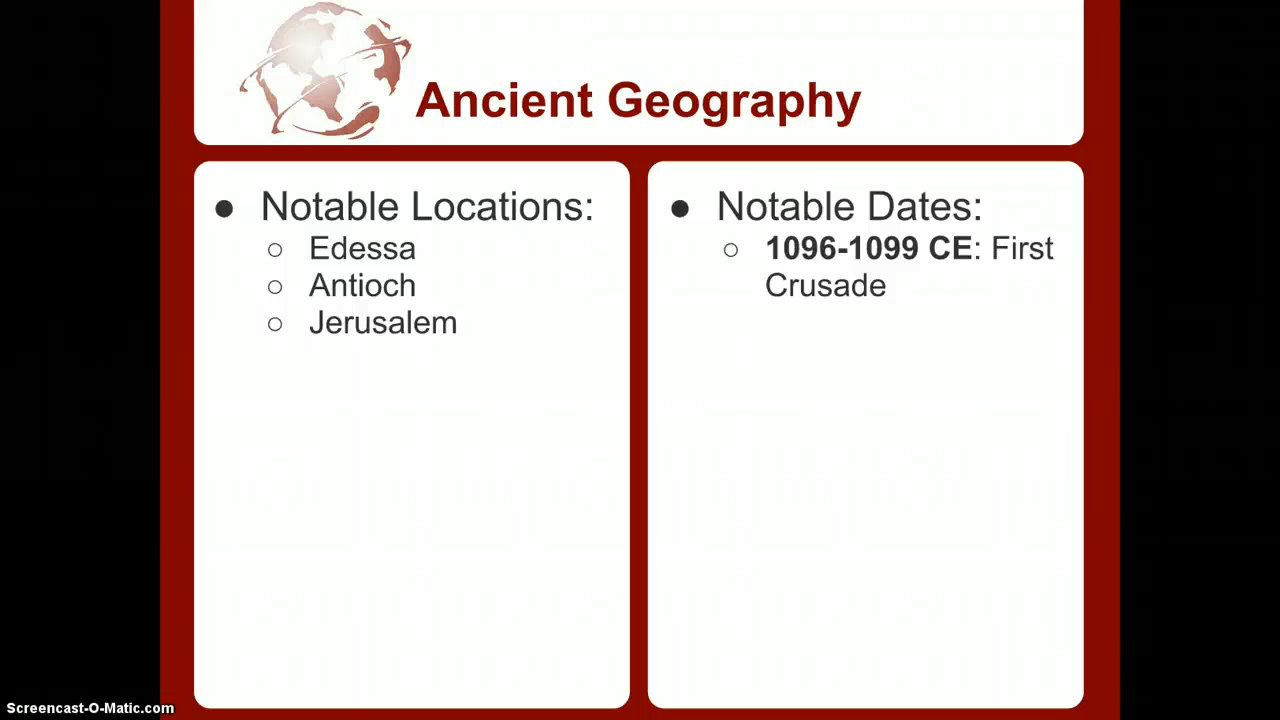 Ancient Geography
● Notable Locations:
○ Edessa
○ Antioch
○ Jerusalem
● Notable Dates:
○ 1096-1099 CE: First
Crusade
Screencast-O-Matic.com